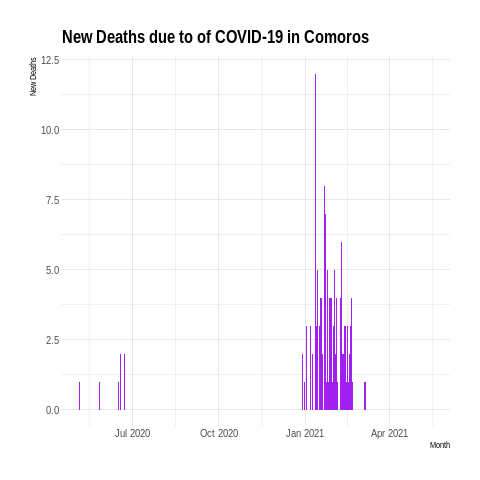 New Deaths due to of COVID-19 in Comoros
New Deaths
12.5
10.0
7.5
5.0
2.5
0.0
Jul 2020 Oct 2020 Jan 2021 Apr 2021
Month